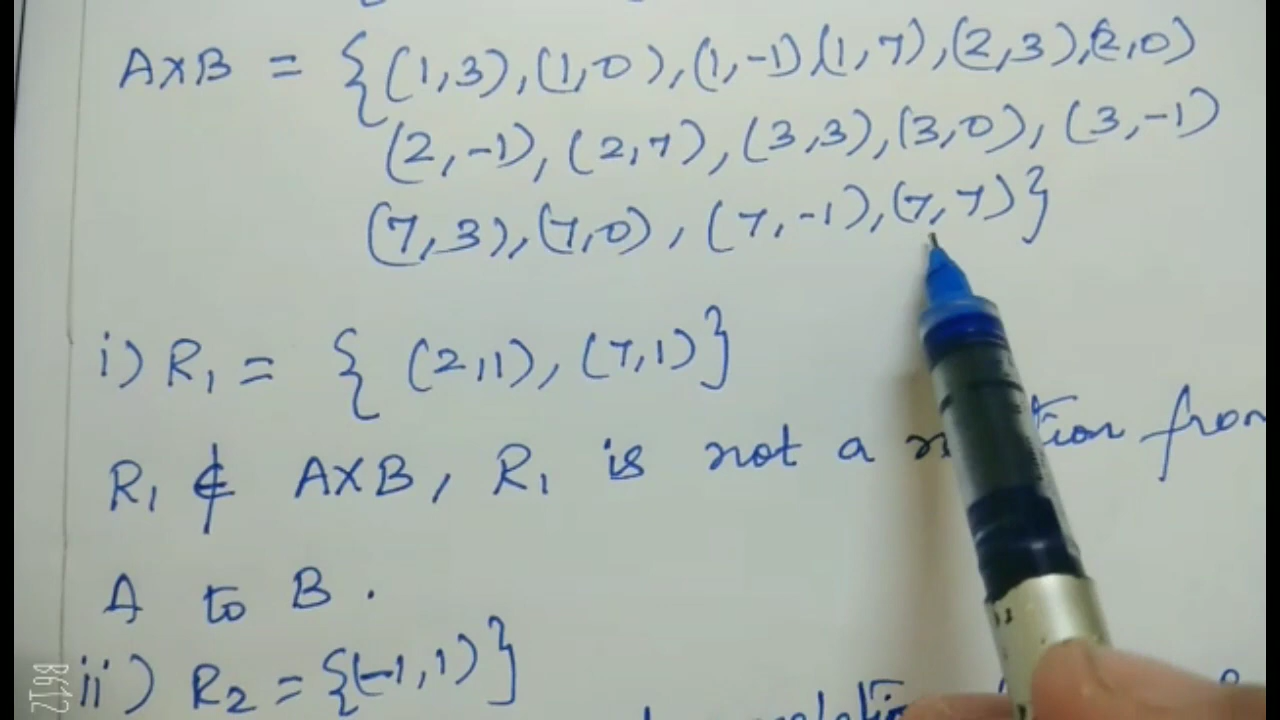 A×B = {(1,3),(1,0),(1,-1)(1,7),(2,3),(2,0)
(2,-1),(2,7),(3,3),(3,0),(3,-1)
(7,3),(7,0),(7,-1),(7,7)}
i) R₁ = { (2,1), (7,1)}
R₁ ⊄ A×B, R₁ is not a from
A to B.
ii) R₂ = {(-1,1)}
B612